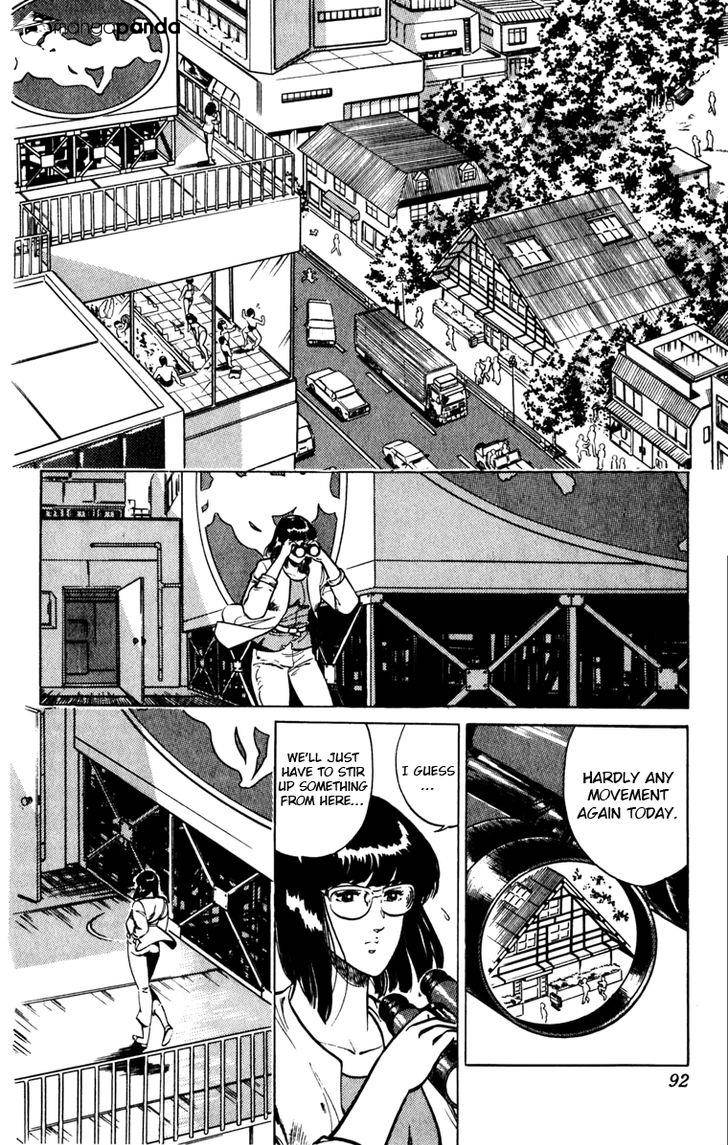 mangapanda
HARDLY ANY
MOVEMENT
AGAIN TODAY.
I GUESS
...
WE'LL JUST
HAVE TO STIR
UP SOMETHING
FROM HERE...
92